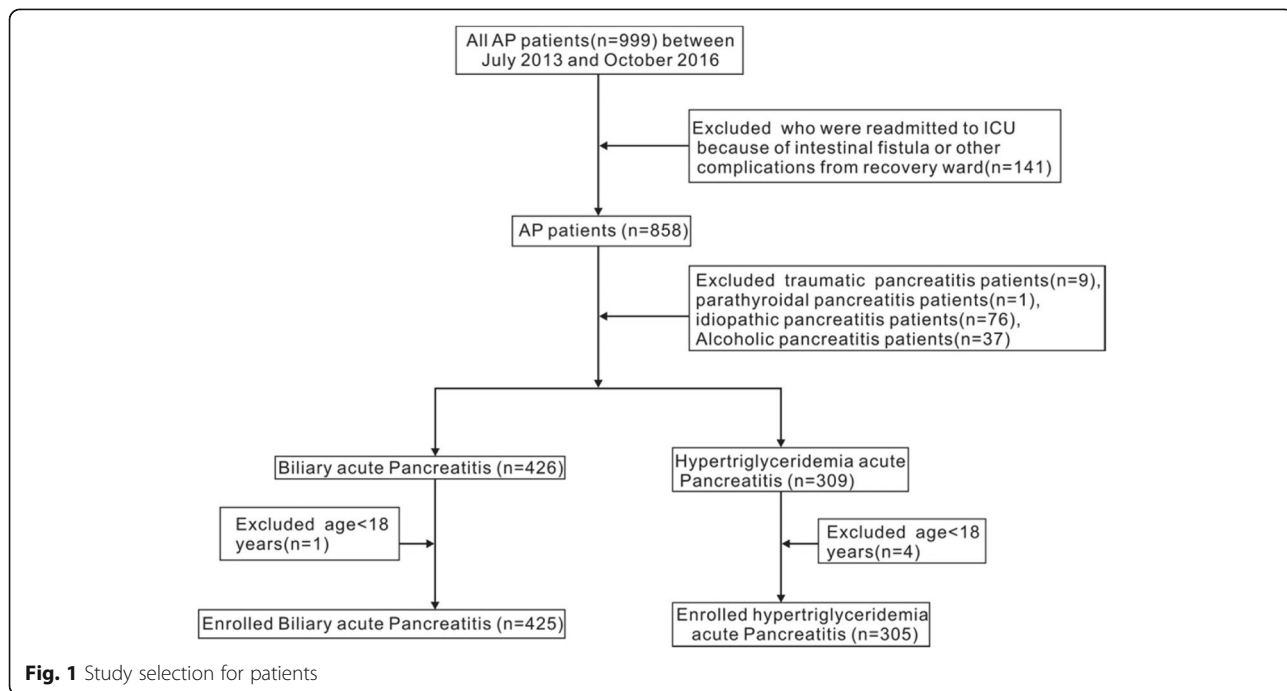 All AP patients(n=999) between
July 2013 and October 2016
Excluded who were readmitted to ICU
because of intestinal fistula or other
complications from recovery ward(n=141)
AP patients (n=858)
Excluded traumatic pancreatitis patients(n=9),
parathyroidal pancreatitis patients(n=1),
idiopathic pancreatitis patients(n=76),
Alcoholic pancreatitis patients(n=37)
Biliary acute Pancreatitis (n=426)
Hypertriglyceridemia acute
Pancreatitis (n=309)
Excluded age<18
years(n=1)
Excluded age<18
years(n=4)
Enrolled Biliary acute Pancreatitis (n=425)
Enrolled hypertriglyceridemia
acute Pancreatitis (n=305)
Fig. 1 Study selection for patients